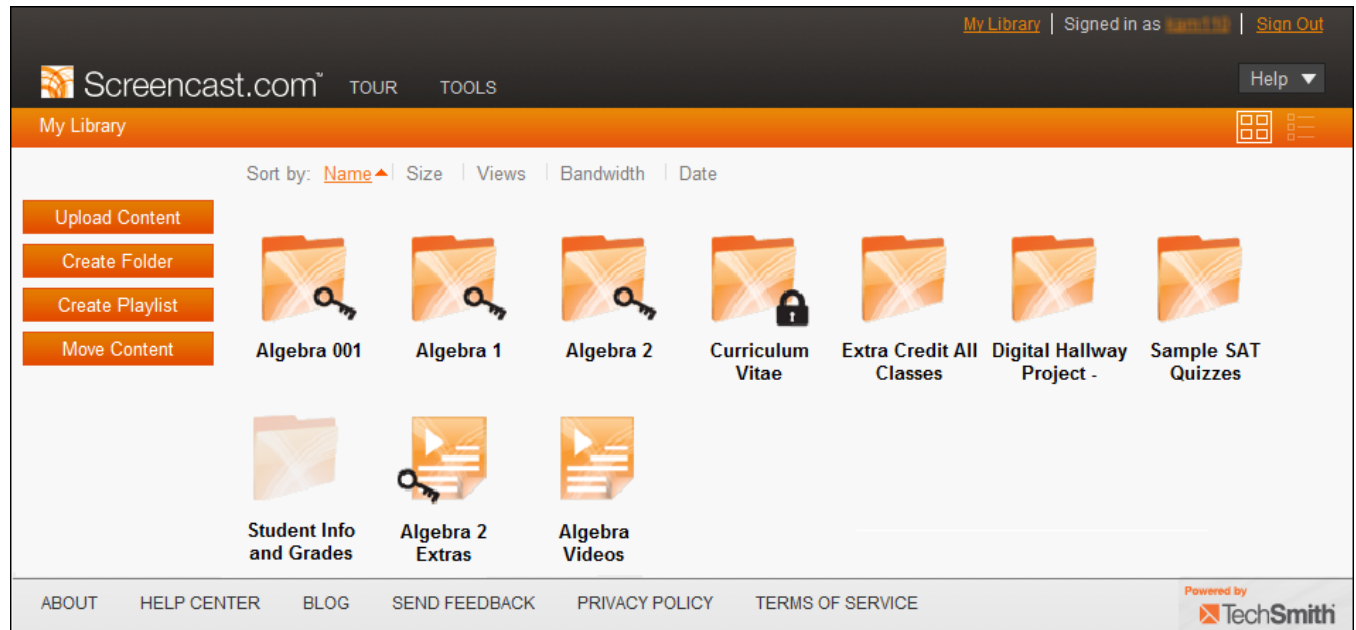 My Library Signed in as Sign Out
Screencast.com™ TOUR TOOLS Help
My Library
Sort by: Name Size Views Bandwidth Date
Upload Content
Create Folder
Create Playlist
Move Content
Algebra 001 Algebra 1 Algebra 2 Curriculum Extra Credit All Digital Hallway Sample SAT
Vitae Classes Project - Quizzes
Student Info Algebra 2 Algebra
and Grades Extras Videos
ABOUT HELP CENTER BLOG SEND FEEDBACK PRIVACY POLICY TERMS OF SERVICE
Powered by
TechSmith